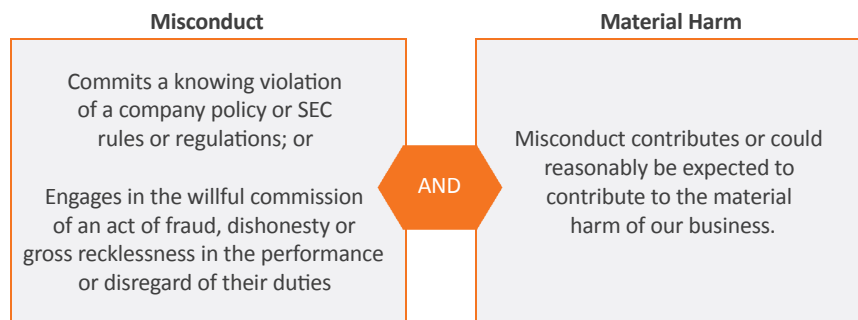 Misconduct
Commits a knowing violation
of a company policy or SEC
rules or regulations; or
Engages in the willful commission
of an act of fraud, dishonesty or
gross recklessness in the performance
or disregard of their duties
AND
Material Harm
Misconduct contributes or could
reasonably be expected to
contribute to the material
harm of our business.